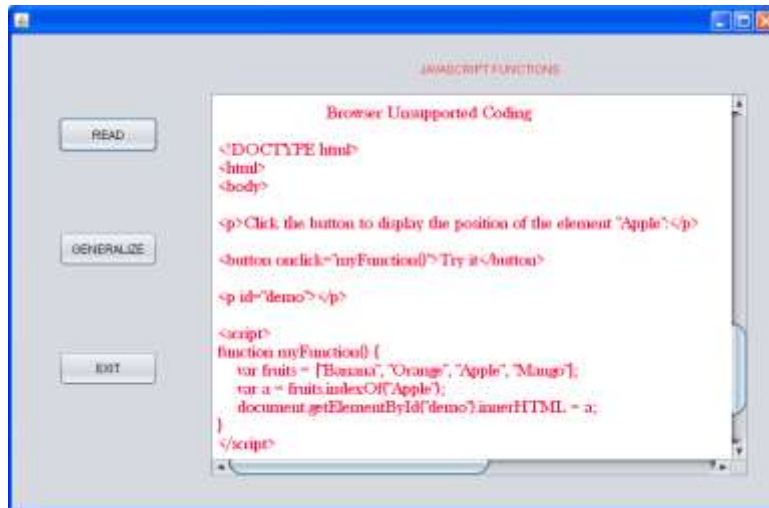 JAVASCRIPT FUNCTIONS
READ
GENERALIZE
EXIT
Browser Unsupported Coding
<!DOCTYPE html>
<html>
<body>
<p>Click the button to display the position of the element "Apple":</p>
<button onclick="myFunction()">Try it</button>
<p id="demo"></p>
<script>
function myFunction() {
var fruits = ["Banana", "Orange", "Apple", "Mango"];
var a = fruits.indexOf("Apple");
document.getElementById("demo").innerHTML = a;
}
</script>